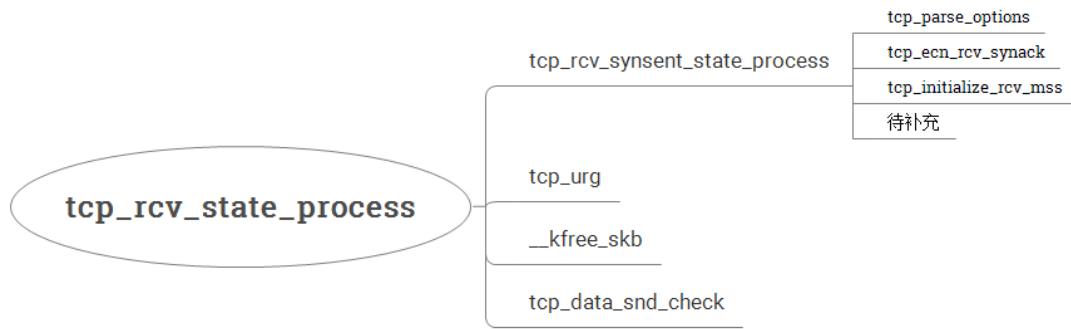 tcp_rcv_state_process
tcp_rcv_synsent_state_process
tcp_parse_options
tcp_ecn_rcv_synack
tcp_initialize_rcv_mss
待补充
tcp_urg
__kfree_skb
tcp_data_snd_check